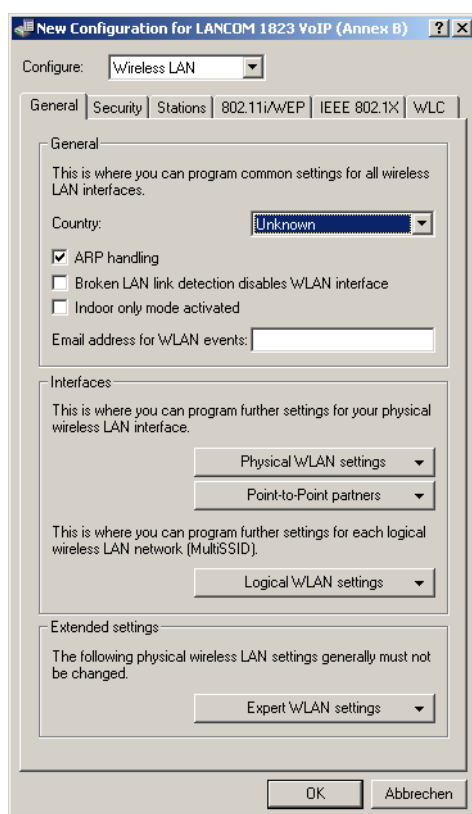 New Configuration for LANCOM 1823 VoIP (Annex B)
Configure: Wireless LAN
General Security Stations 802.11i/WEP IEEE 802.1X WLC
General
This is where you can program common settings for all wireless
LAN interfaces.
Country: Unknown
ARP handling
Broken LAN link detection disables WLAN interface
Indoor only mode activated
Email address for WLAN events:
Interfaces
This is where you can program further settings for your physical
wireless LAN interface.
Physical WLAN settings
Point-to-Point partners
This is where you can program further settings for each logical
wireless LAN network (MultiSSID).
Logical WLAN settings
Extended settings
The following physical wireless LAN settings generally must not
be changed.
Expert WLAN settings
OK Abbrechen